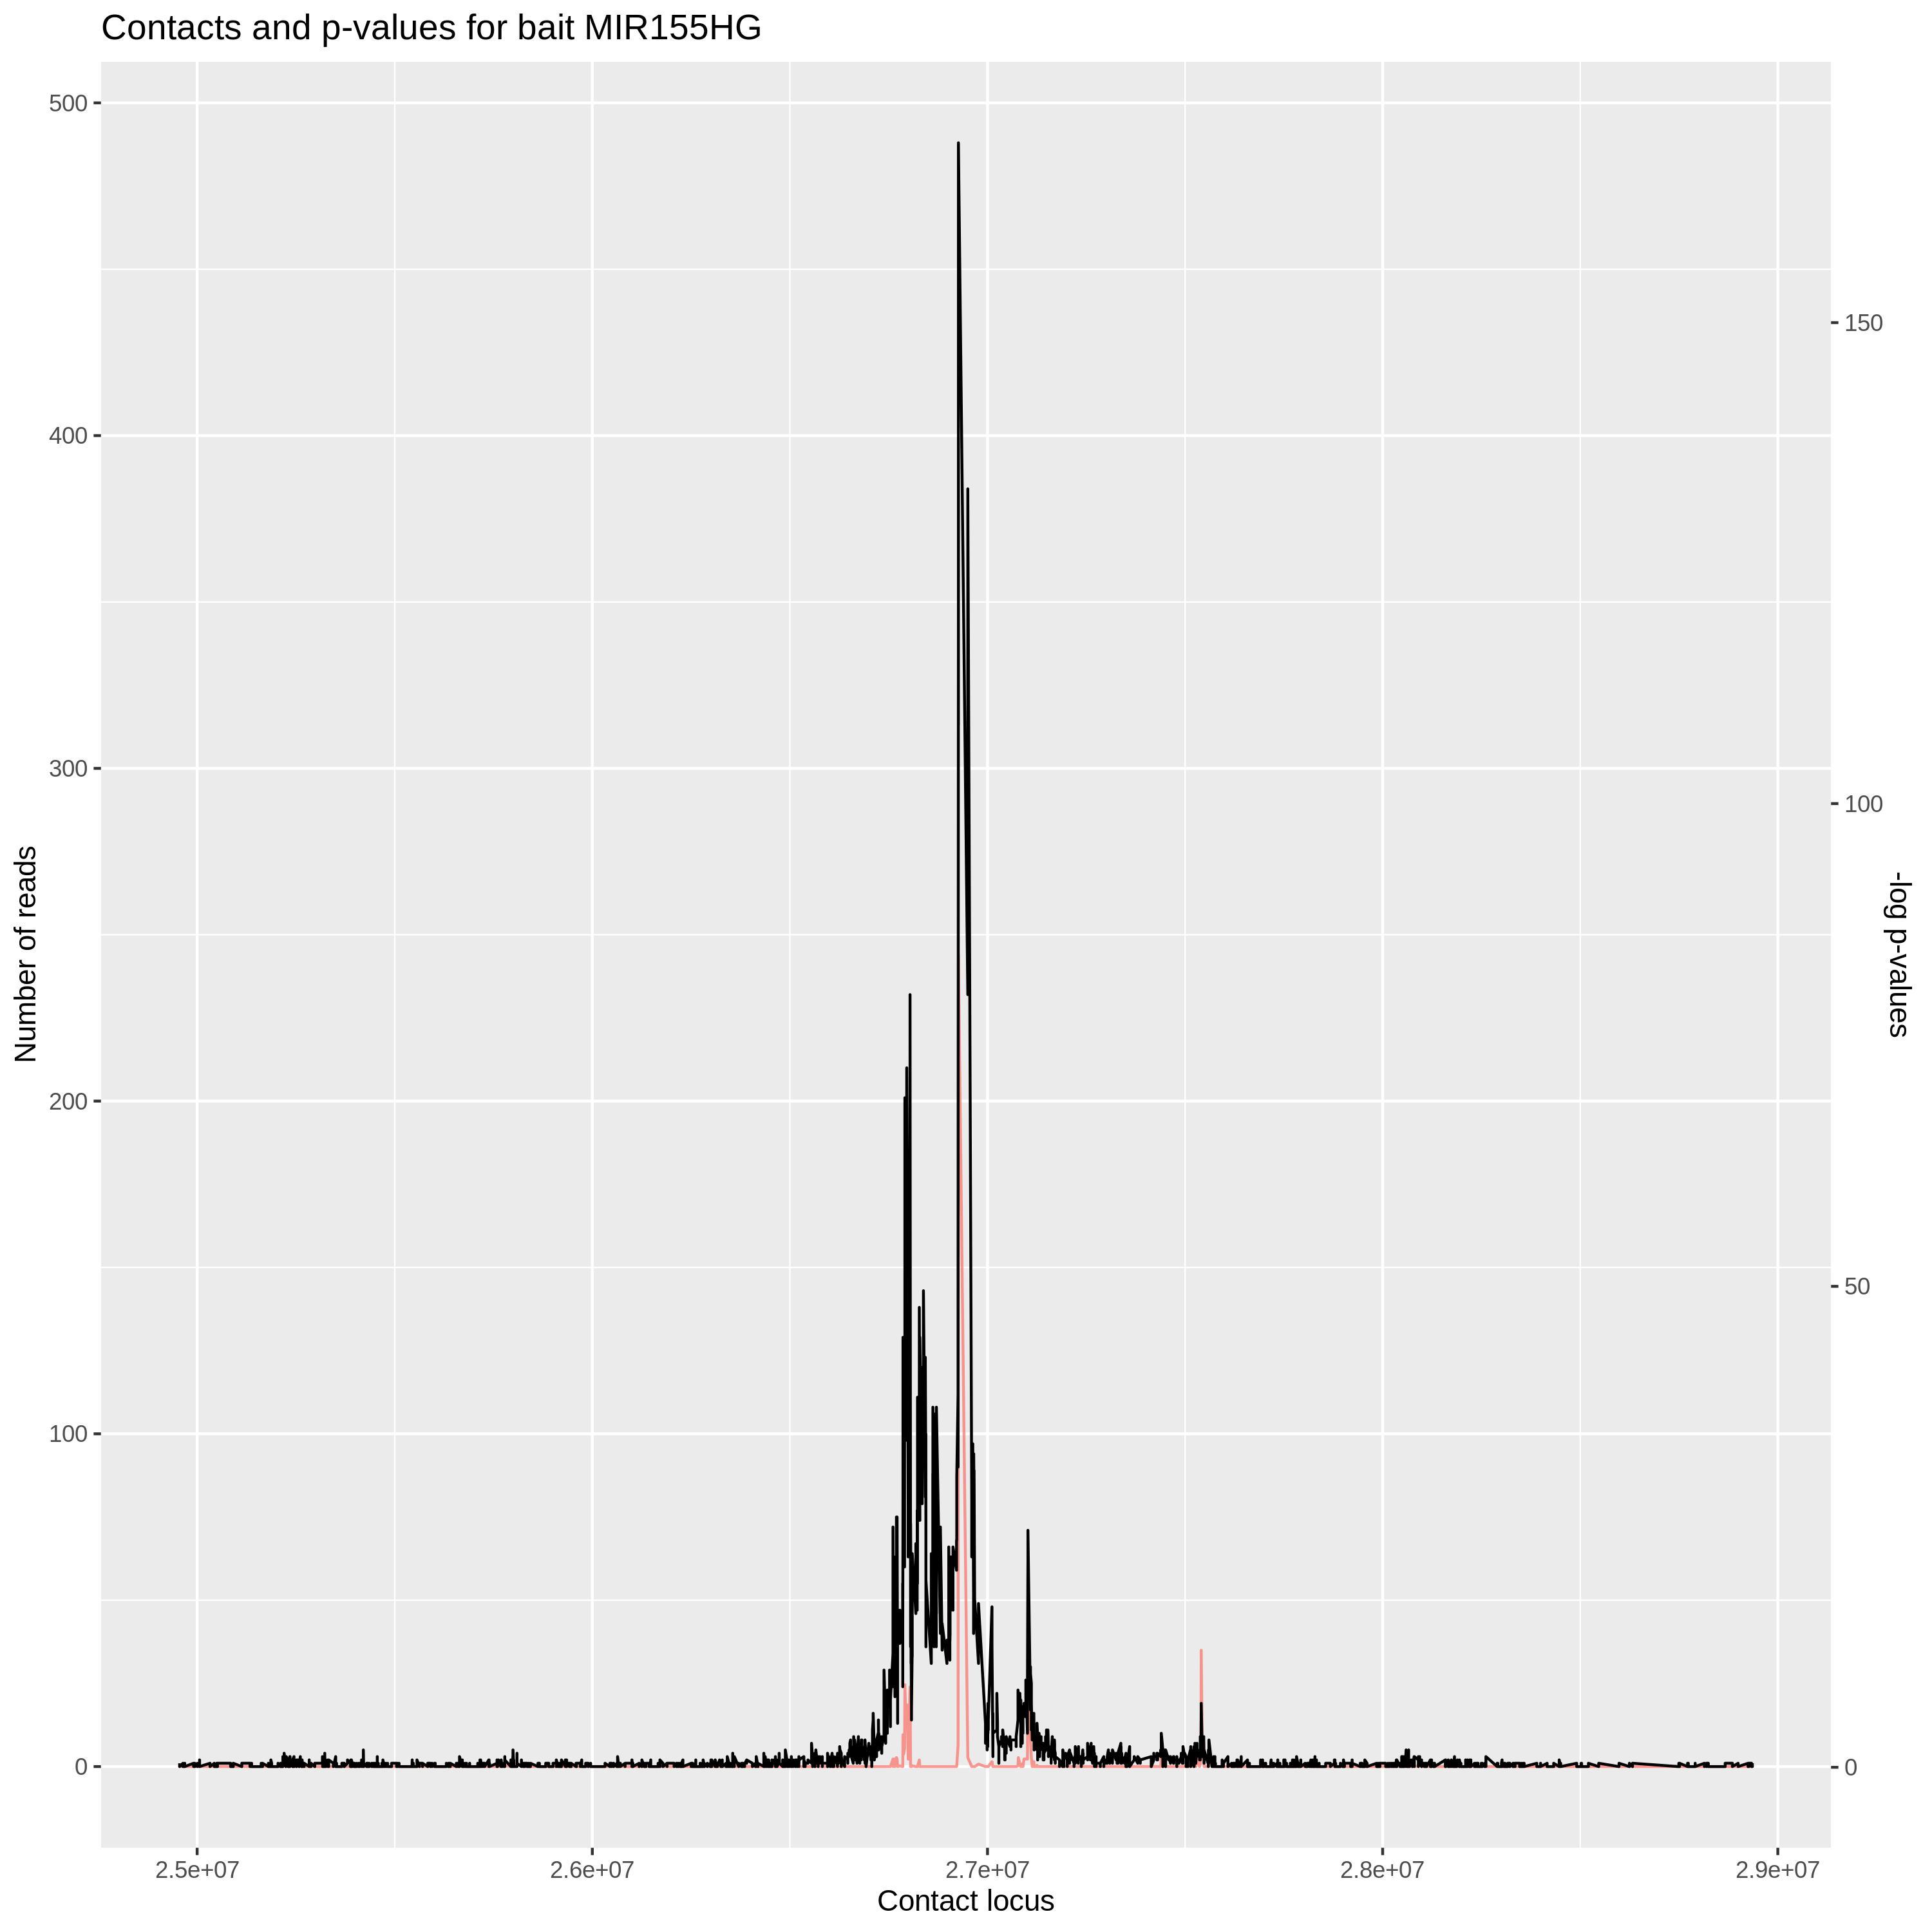 Contacts and p-values for bait MIR155HG
500
400
300
200
100
0
Number of reads
150
100
50
0
-log p-values
2.5e+07
2.6e+07
2.7e+07
2.8e+07
2.9e+07
Contact locus